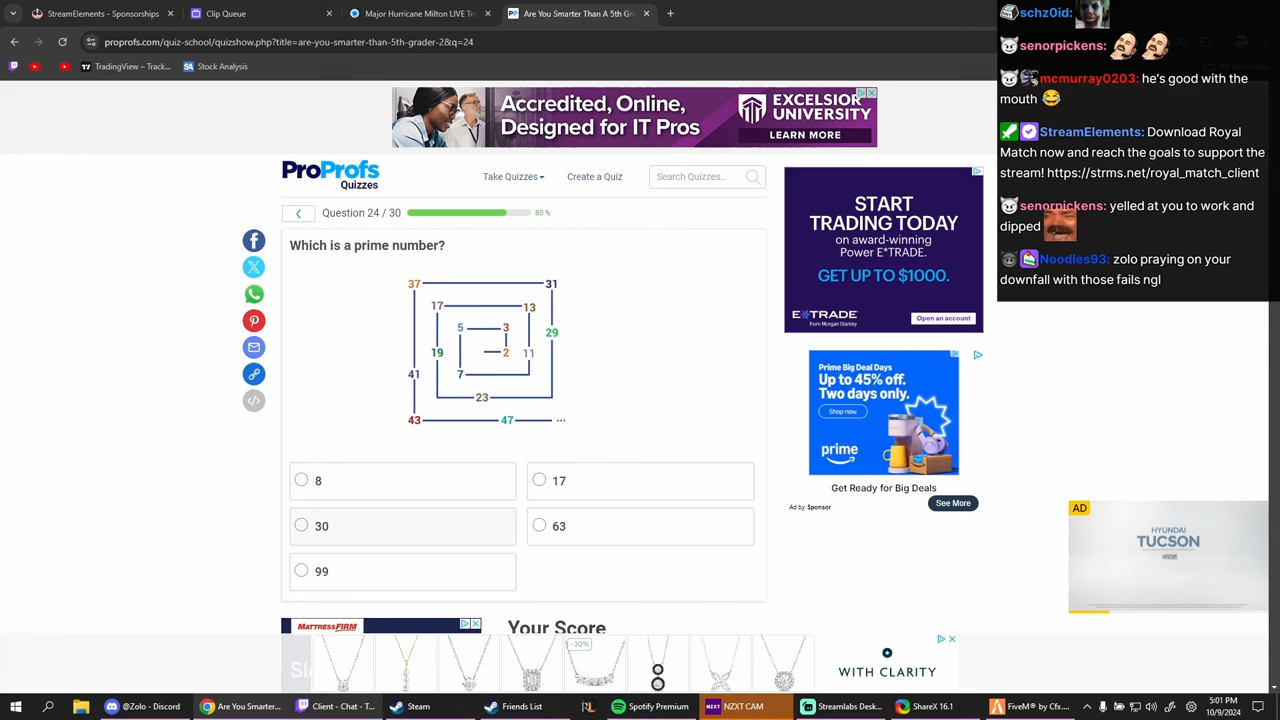 StreamElements - Sponsorships
Clip Queue
Major Hurricane Milton LIVE Tra
Are You Smarter Than A 5th Gra
proprofs.com/quiz-school/quizshow.php?title=are-you-smarter-than-5th-grader-2&q=24
TradingView – Track...
SA Stock Analysis
schz0id:
senorpickens:
mcmurray0203: he's good with the
mouth
StreamElements: Download Royal
Match now and reach the goals to support the
stream! https://strms.net/royal_match_client
senorpickens: yelled at you to work and
dipped
Noodles93: zolo praying on your
downfall with those fails ngl
Accredited, Online,
Designed for IT Pros
EXCELSIOR
UNIVERSITY
LEARN MORE
ProProfs
Quizzes
Take Quizzes
Create a Quiz
Search Quizzes..
Question 24 / 30
80 %
Which is a prime number?
37 31
17 13
5 3
29
19 2 11
41 7
23
43 47 ...
8
17
30
63
99
START
TRADING TODAY
on award-winning
Power E*TRADE.
GET UP TO $1000.
E*TRADE
from Morgan Stanley
Open an account
Prime Big Deal Days
Up to 45% off.
Two days only.
Shop now
prime
Get Ready for Big Deals
Ad by Sponsor
See More
AD
HYUNDAI
TUCSON
MATTRESSFIRM
Your Score
-30%
WITH CLARITY
@Zolo - Discord
Are You Smarter...
Client - Chat - T...
Steam
Friends List
Spotify Premium
NZXT CAM
Streamlabs Desk...
ShareX 16.1
FiveM® by Cfx....
5:01 PM
10/9/2024